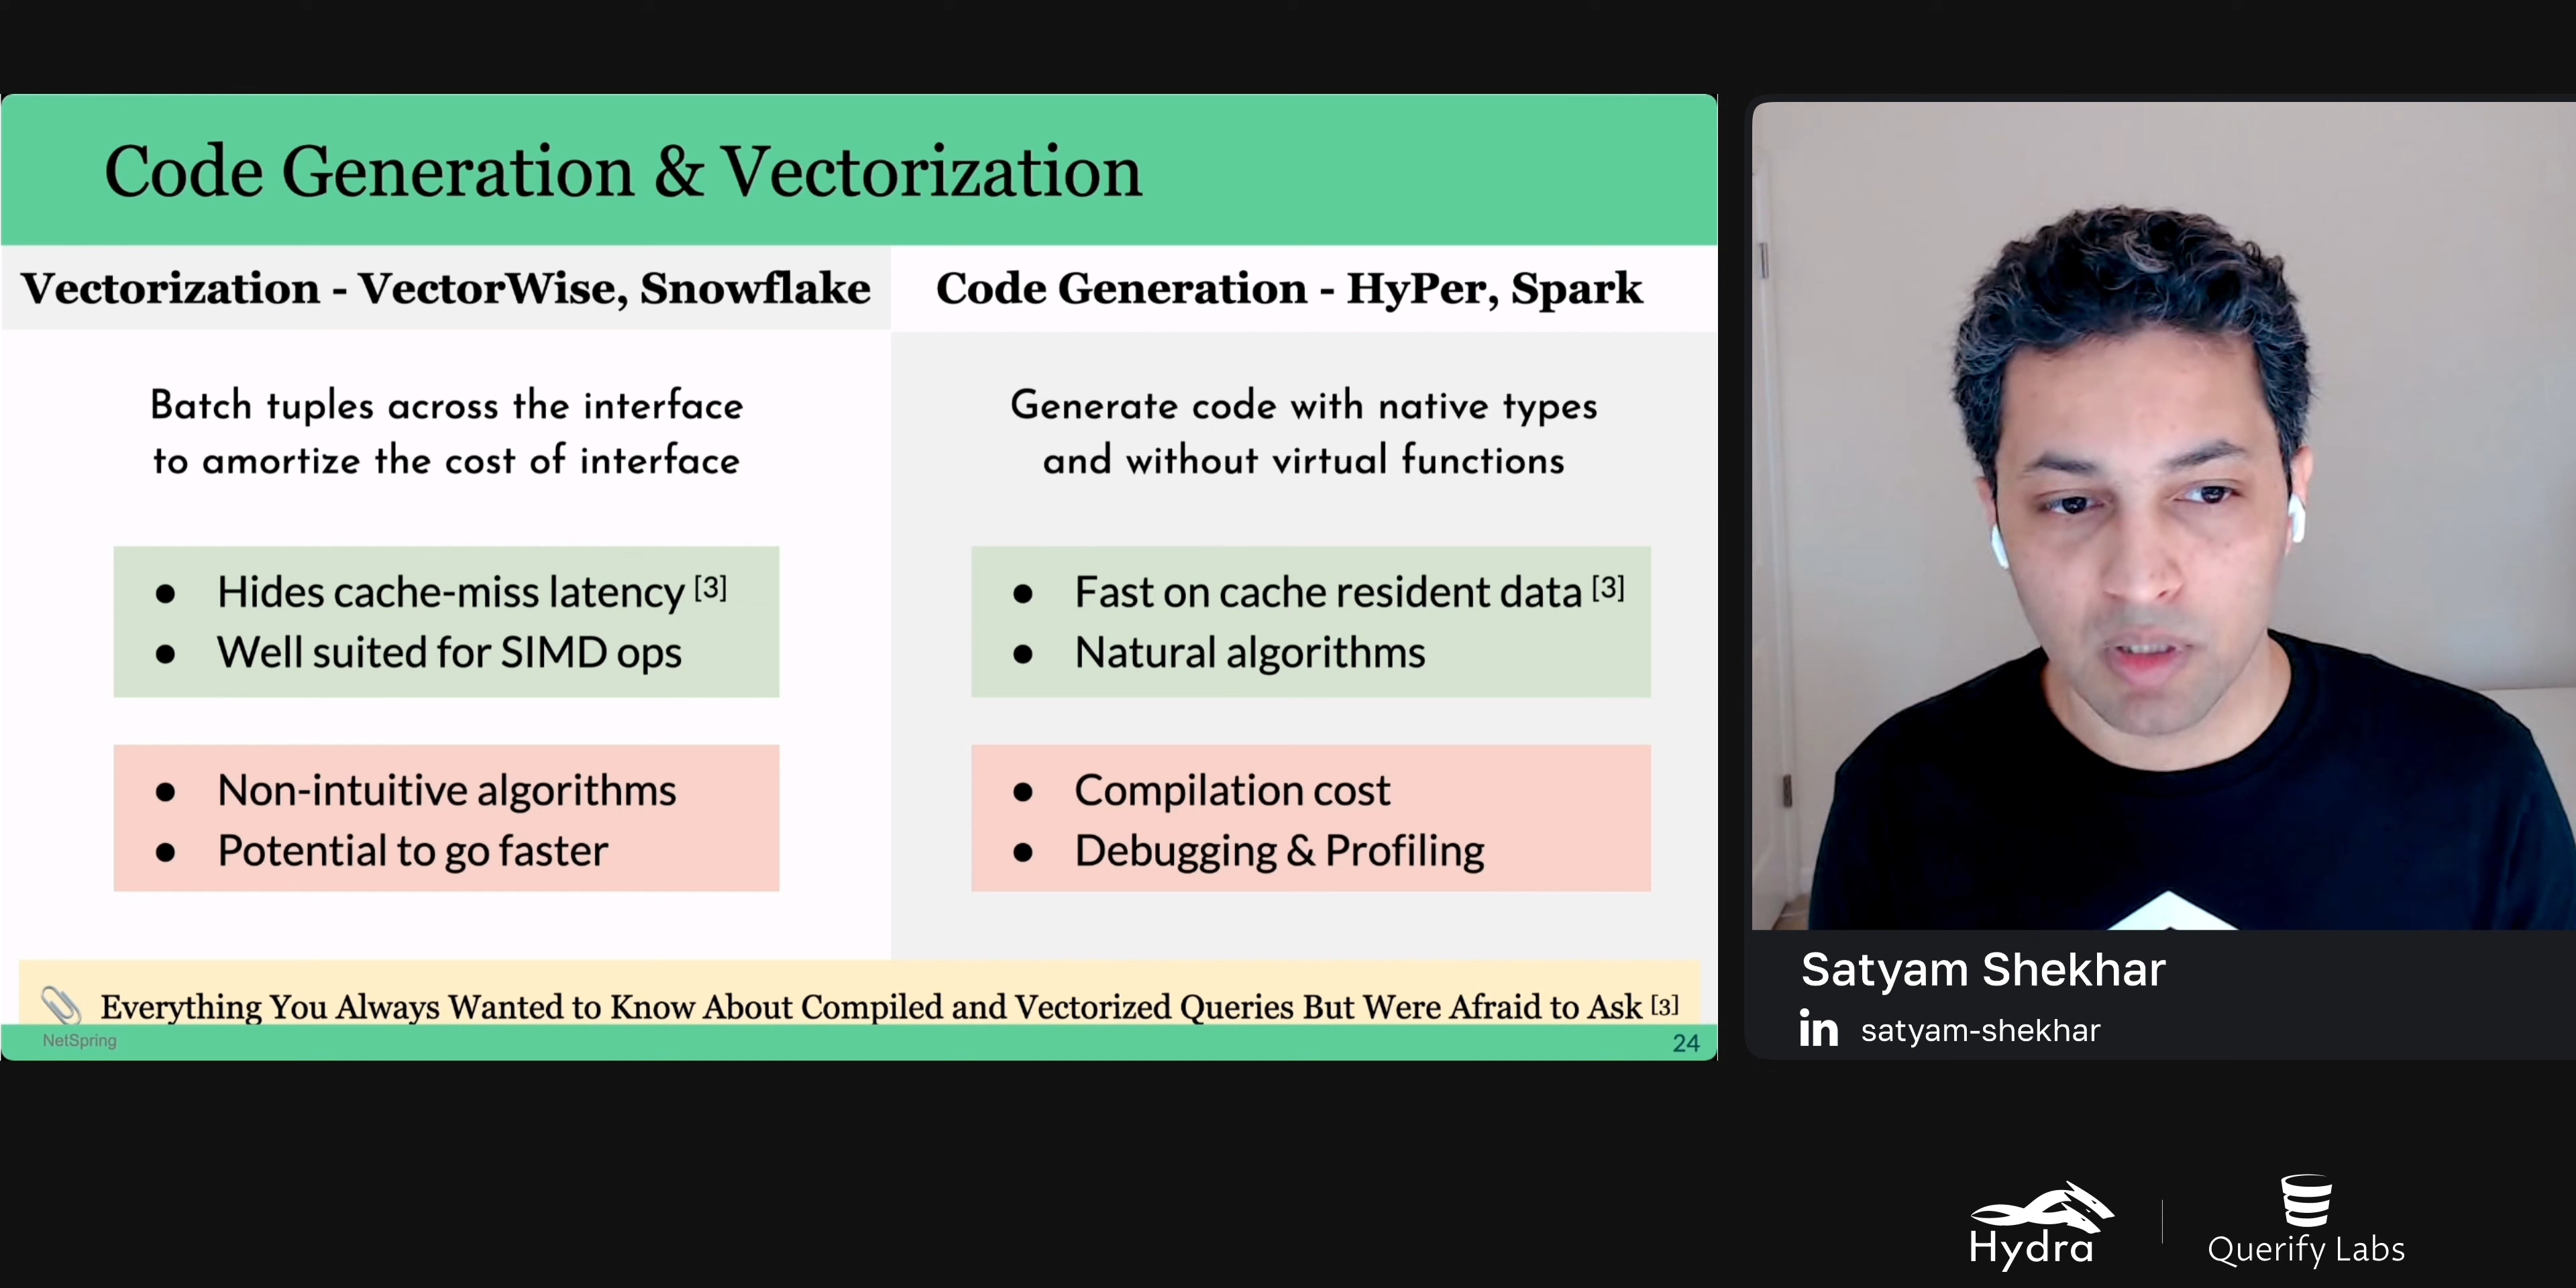 Code Generation & Vectorization
Vectorization - VectorWise, Snowflake
Batch tuples across the interface
to amortize the cost of interface
● Hides cache-miss latency [3]
● Well suited for SIMD ops
● Non-intuitive algorithms
● Potential to go faster
Code Generation - HyPer, Spark
Generate code with native types
and without virtual functions
● Fast on cache resident data [3]
● Natural algorithms
● Compilation cost
● Debugging & Profiling
Everything You Always Wanted to Know About Compiled and Vectorized Queries But Were Afraid to Ask [3]
NetSpring
24
Satyam Shekhar
in satyam-shekhar
Hydra
Querify Labs